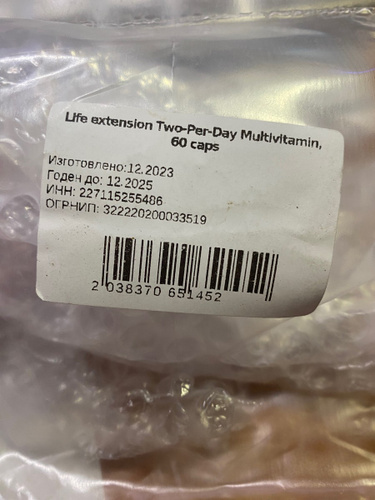 Life extension Two-Per-Day Multivitamin,
60 caps
Изготовлено:12.2023
Годен до: 12.2025
ИНН: 227115255486
ОГРНИП: 322220200033519
2 038370 651452